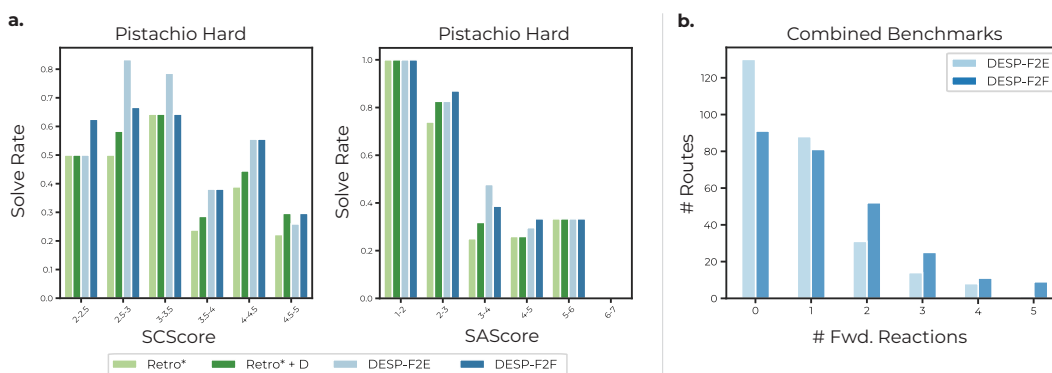 a.
Pistachio Hard
Solve Rate
0.8
0.7
0.6
0.5
0.4
0.3
0.2
0.1
0.0
2-2.5
2.5-3
3-3.5
3.5-4
4-4.5
4.5-5
SCScore
Pistachio Hard
Solve Rate
1.0
0.8
0.6
0.4
0.2
0.0
1-2
2-3
3-4
4-5
5-6
6-7
SAScore
Retro*
Retro* + D
DESP-F2E
DESP-F2F
b.
Combined Benchmarks
DESP-F2E
DESP-F2F
# Routes
120
100
80
60
40
20
0
0 1 2 3 4 5
# Fwd. Reactions